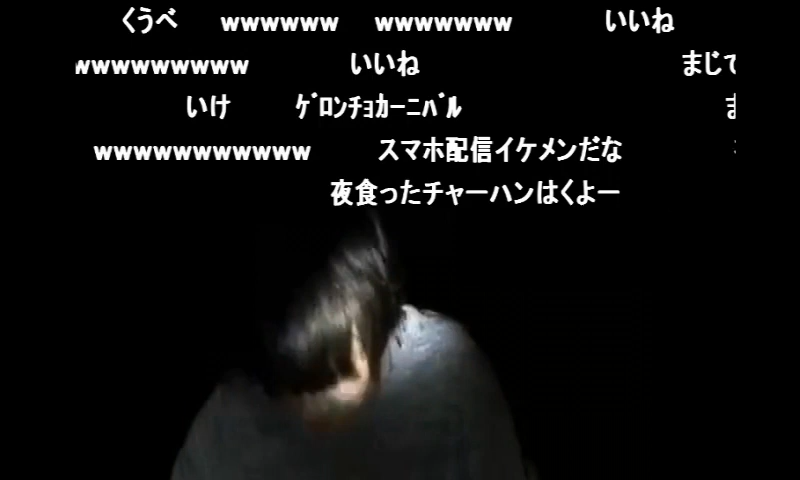 くうべ wwwwww wwwwwww いいね
wwwwwwwwww いいね まじで
いけ ｹﾞﾛﾝﾁｮｶｰﾆﾊﾞﾙ
wwwwwwwwwww スマホ配信イケメンだな
夜食ったチャーハンはくよー